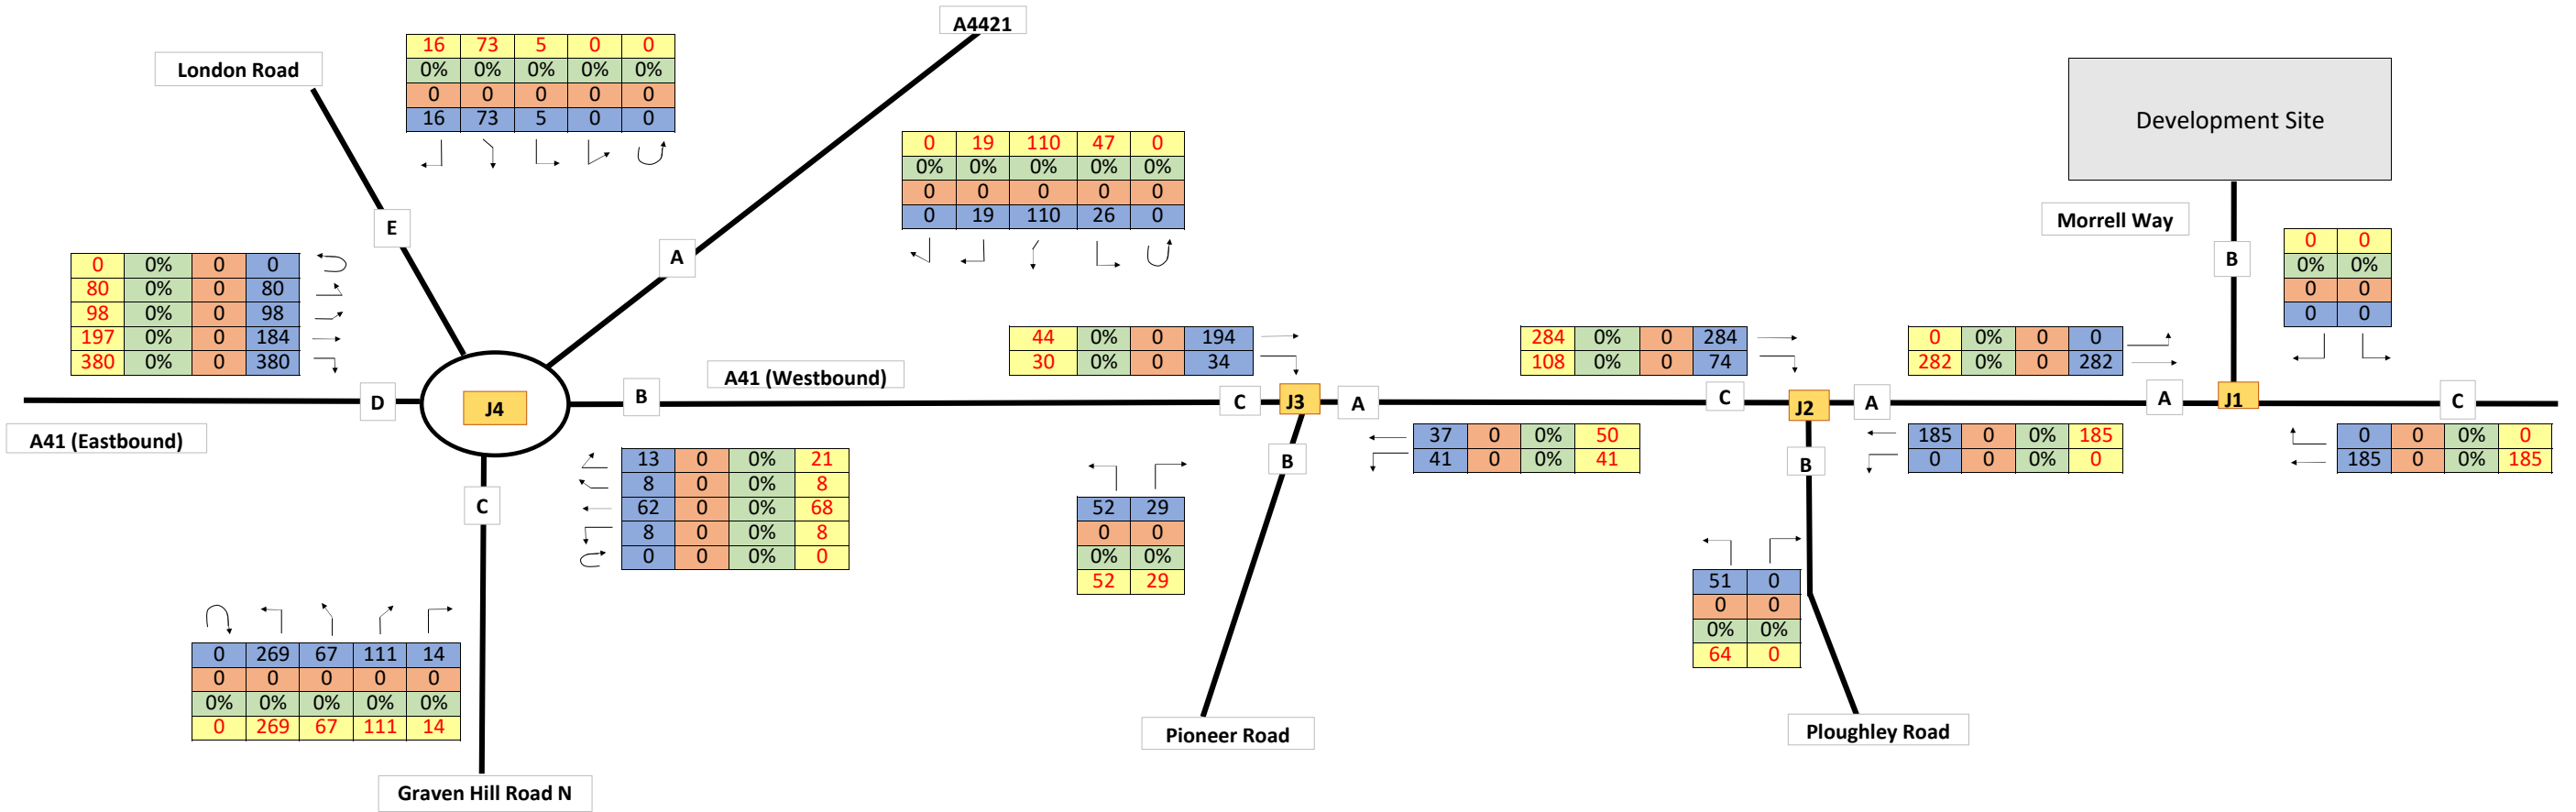 A4421
16 73 5 0 0
0% 0% 0% 0% 0%
0 0 0 0 0
16 73 5 0 0
London Road
Development Site
0 19 110 47 0
0% 0% 0% 0% 0%
0 0 0 0 0
0 19 110 26 0
Morrell Way
E
A
B
0 0
0% 0%
0 0
0 0
0 0% 0 0
80 0% 0 80
98 0% 0 98
197 0% 0 184
380 0% 0 380
44 0% 0 194
30 0% 0 34
284 0% 0 284
108 0% 0 74
0 0% 0 0
282 0% 0 282
A41 (Westbound)
D
J4
B
C
J3
A
C
J2
A
A
J1
C
A41 (Eastbound)
13 0 0% 21
8 0 0% 8
62 0 0% 68
8 0 0% 8
0 0 0% 0
37 0 0% 50
41 0 0% 41
185 0 0% 185
0 0 0% 0
0 0 0% 0
185 0 0% 185
C
B
B
52 29
0 0
0% 0%
52 29
51 0
0 0
0% 0%
64 0
0 269 67 111 14
0 0 0 0 0
0% 0% 0% 0% 0%
0 269 67 111 14
Pioneer Road
Ploughley Road
Graven Hill Road N